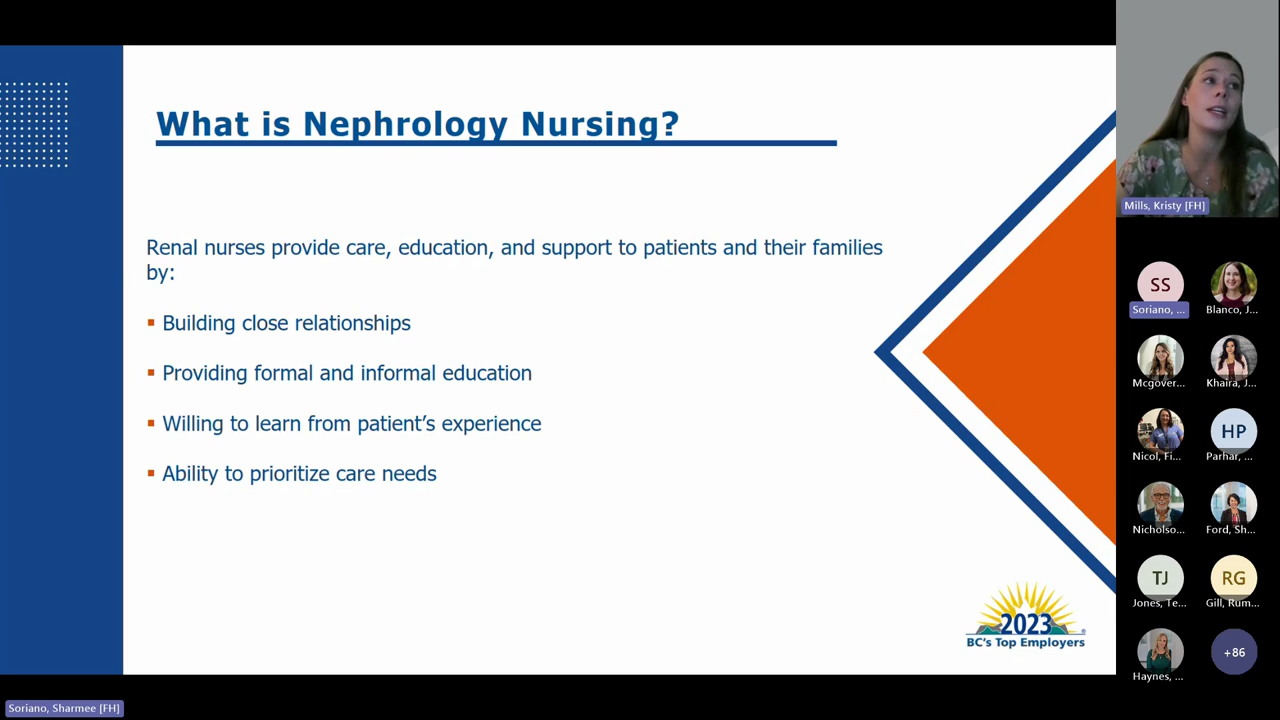 What is Nephrology Nursing?
Renal nurses provide care, education, and support to patients and their families
by:
▪ Building close relationships
▪ Providing formal and informal education
▪ Willing to learn from patient's experience
▪ Ability to prioritize care needs
2023
BC's Top Employers
®
Mills, Kristy [FH]
SS
Soriano, ...
Blanco, J...
Mcgover...
Khaira, J...
Nicol, Fi...
HP
Parhar, ...
Nicholso...
Ford, Sh...
TJ
Jones, Te...
RG
Gill, Rum...
Haynes, ...
+86
Soriano, Sharmee [FH]